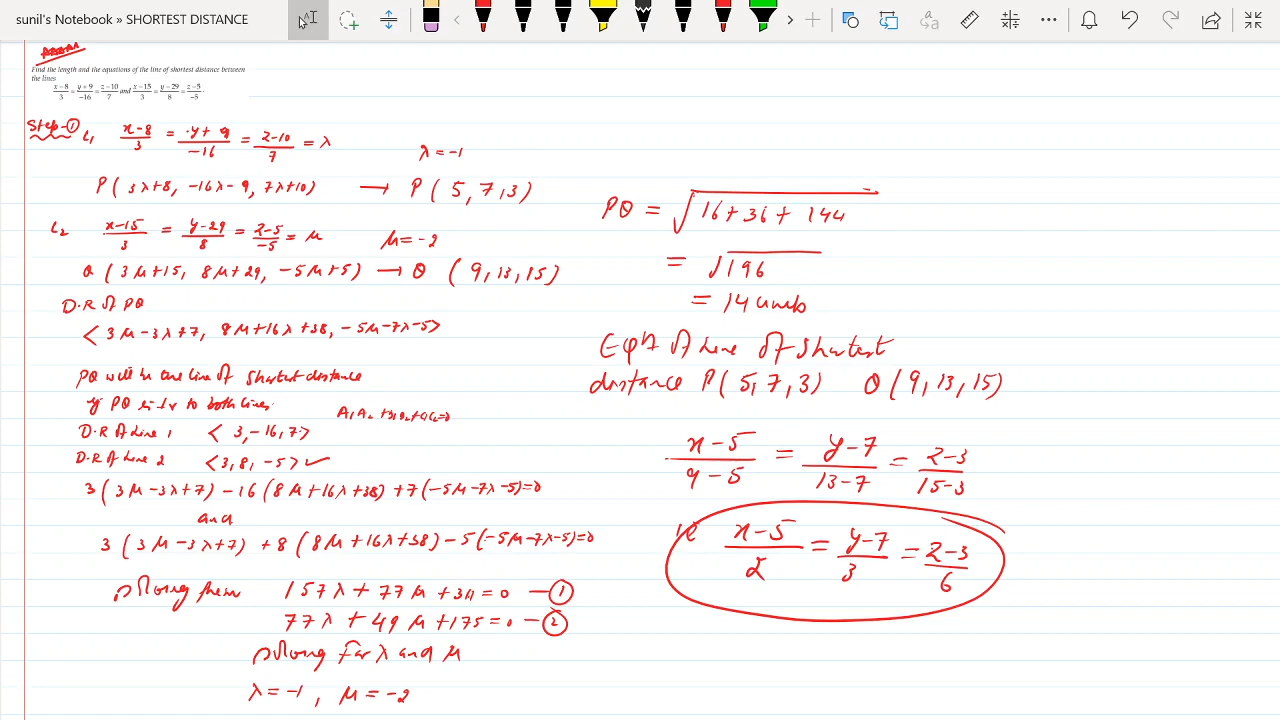 sunil's Notebook » SHORTEST DISTANCE
Find the length and the equations of the line of shortest distance between
the lines
x−8/3 = y+9/−16 = z−10/7 and x−15/3 = y−29/8 = z−5/−5
Step-①
L1 x−8/3 = y+9/−16 = z−10/7 = λ
λ = −1
P(3λ+8, −16λ−9, 7λ+10) → P(5,7,3)
L2 x−15/3 = y−29/8 = z−5/−5 = μ
μ = −2
Q(3μ+15, 8μ+29, −5μ+5) → Q(9,13,15)
D.R of PQ
< 3μ−3λ+7, 8μ+16λ+38, −5μ−7λ−5>
PQ will be the line of shortest distance
if PQ is ⊥r to both lines.
A1A2 + B1B2 + C1C2=0
D.R of Line 1 < 3,−16,7>
D.R of Line 2 <3,8,−5> ✓
3(3μ−3λ+7) −16(8μ+16λ+38) +7(−5μ−7λ−5)=0
and
3(3μ−3λ+7) +8(8μ+16λ+38) −5(−5μ−7λ−5)=0
solving them 157λ + 77μ + 311 = 0 —①
77λ + 49μ + 175 = 0 —②
solving for λ and μ
λ = −1, μ = −2
PQ = √16+36+144
= √196
= 14 units
Eqn of Line of shortest
distance P(5,7,3) Q(9,13,15)
x−5/9−5 = y−7/13−7 = z−3/15−3
ie x−5/2 = y−7/3 = z−3/6